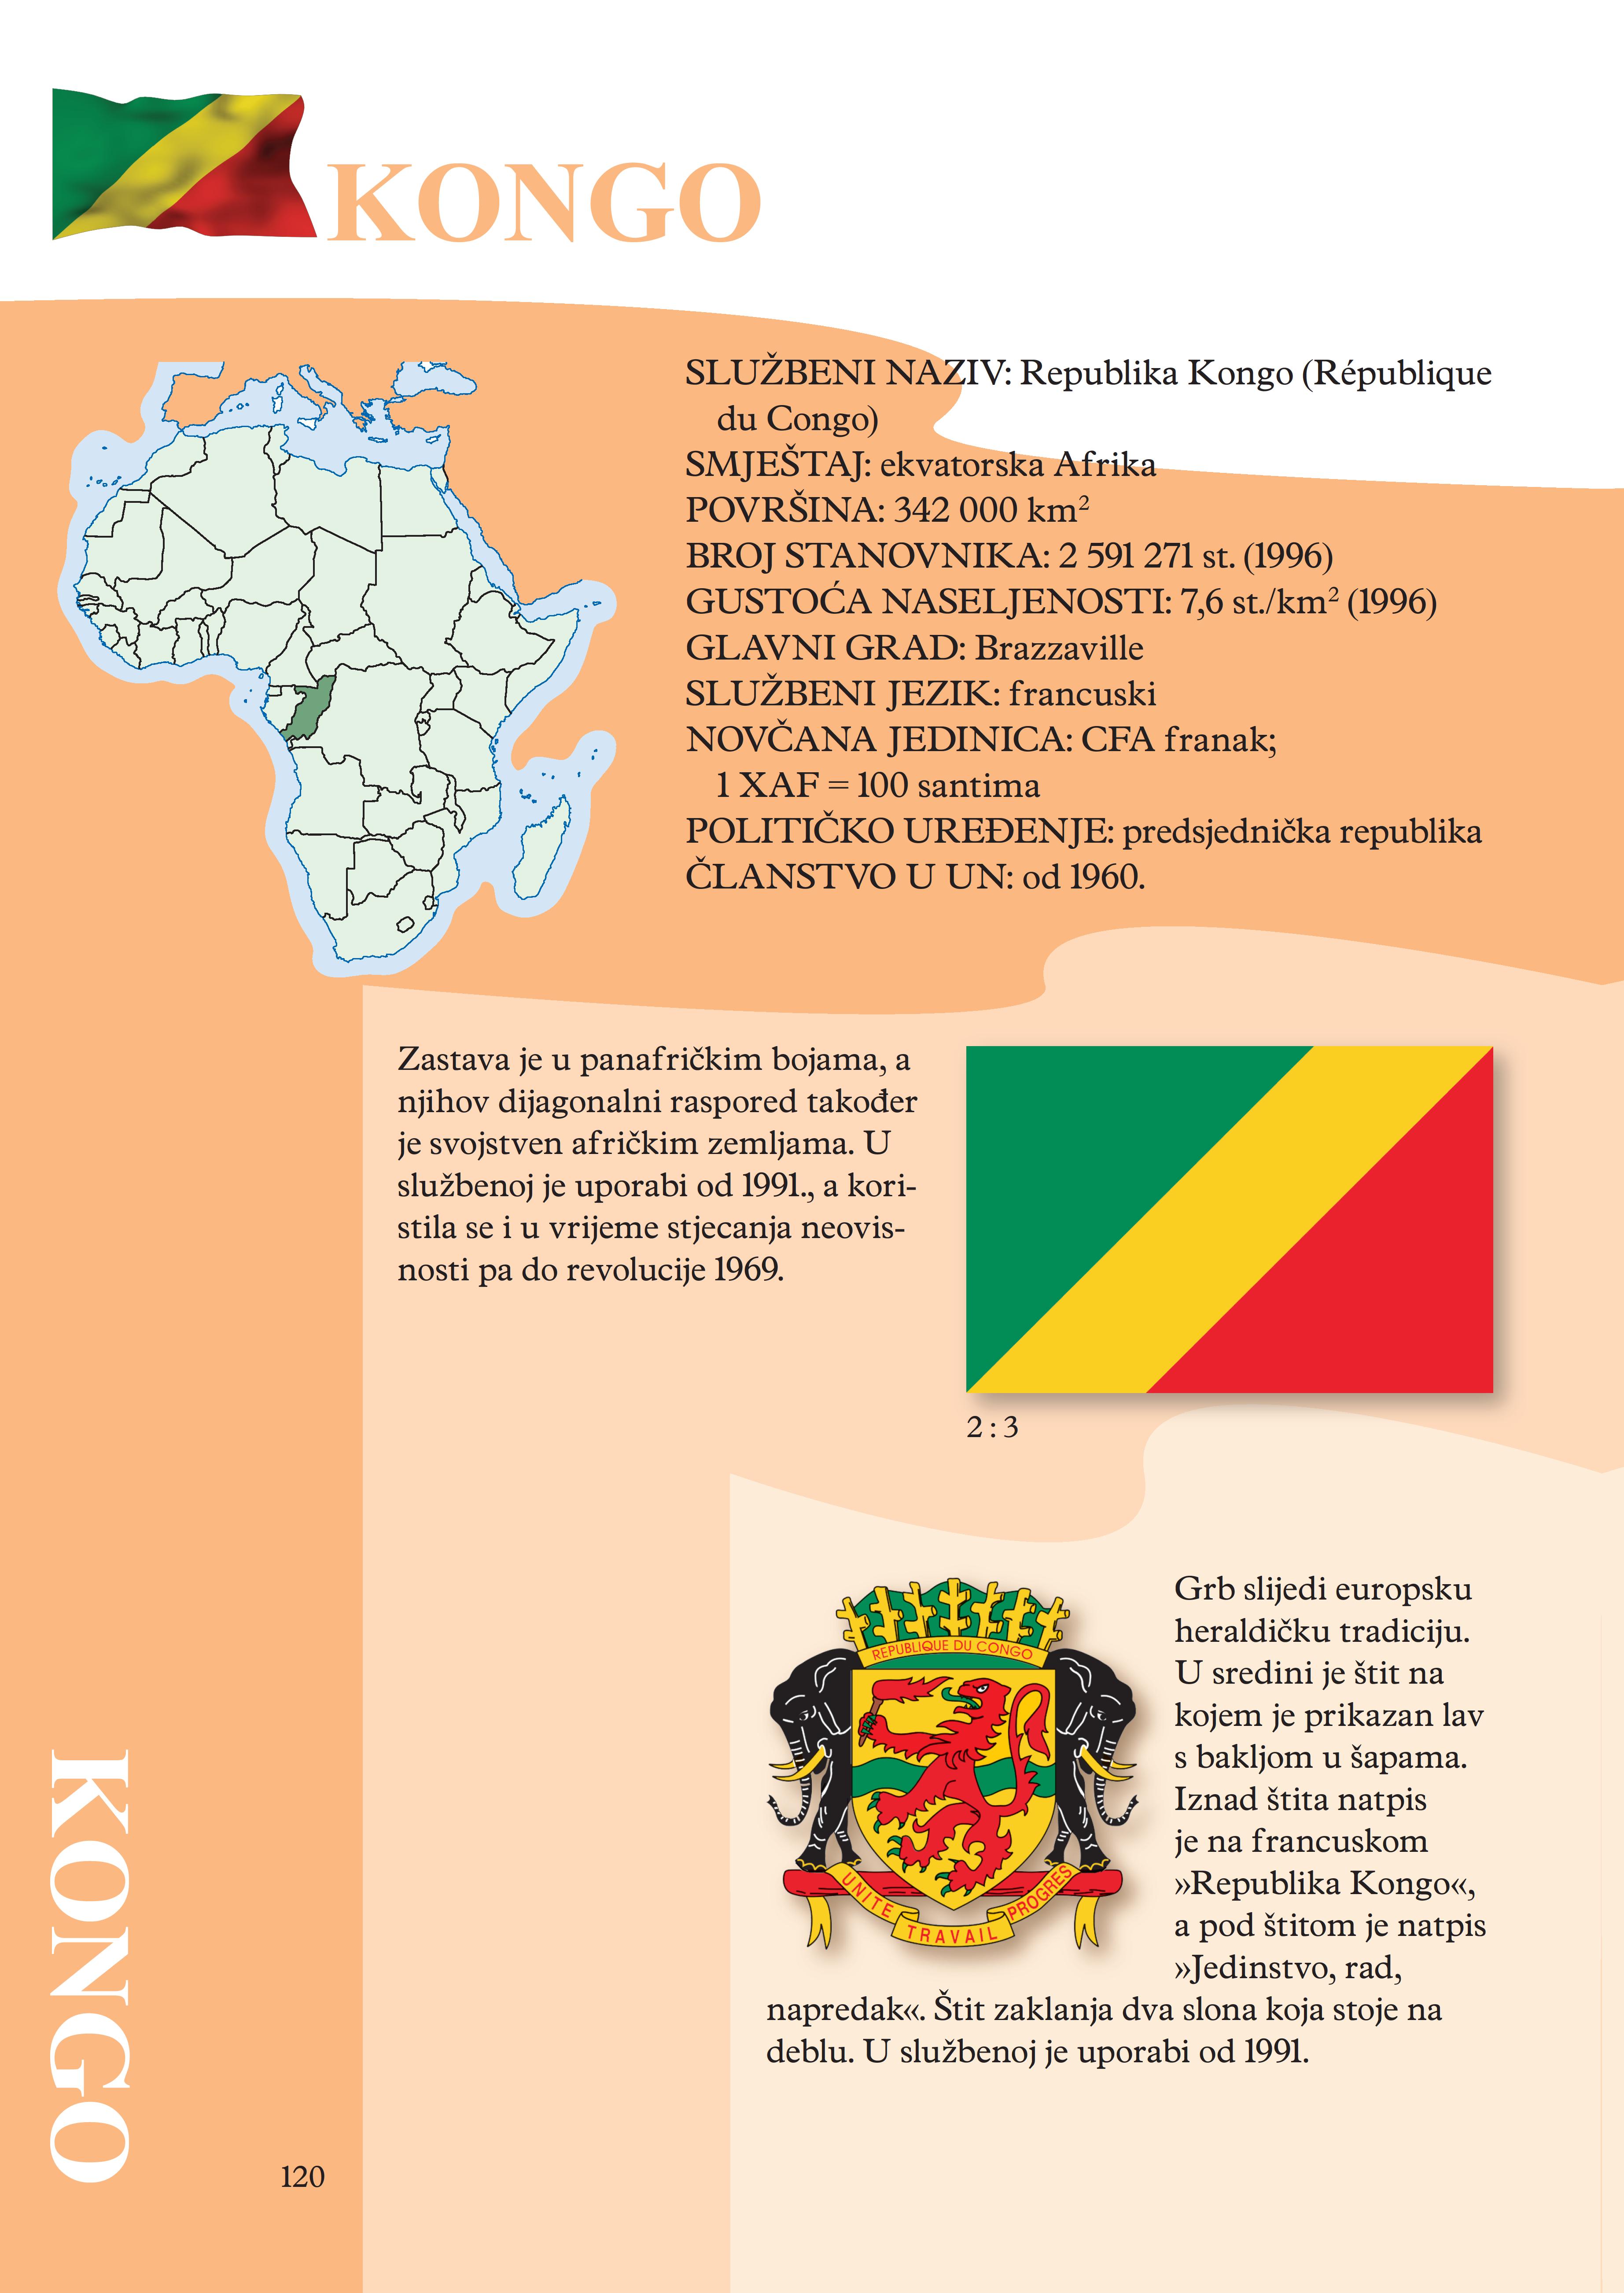 KONGO
SLUŽBENI NAZIV: Republika Kongo (République
du Congo)
SMJEŠTAJ: ekvatorska Afrika
POVRŠINA: 342 000 km²
BROJ STANOVNIKA: 2 591 271 st. (1996)
GUSTOĆA NASELJENOSTI: 7,6 st./km² (1996)
GLAVNI GRAD: Brazzaville
SLUŽBENI JEZIK: francuski
NOVČANA JEDINICA: CFA franak;
1 XAF = 100 santima
POLITIČKO UREĐENJE: predsjednička republika
ČLANSTVO U UN: od 1960.
Zastava je u panafričkim bojama, a
njihov dijagonalni raspored također
je svojstven afričkim zemljama. U
službenoj je uporabi od 1991., a kori-
stila se i u vrijeme stjecanja neovis-
nosti pa do revolucije 1969.
2 : 3
REPUBLIQUE DU CONGO
UNITE
TRAVAIL
PROGRES
Grb slijedi europsku
heraldičku tradiciju.
U sredini je štit na
kojem je prikazan lav
s bakljom u šapama.
Iznad štita natpis
je na francuskom
»Republika Kongo«,
a pod štitom je natpis
»Jedinstvo, rad,
napredak«. Štit zaklanja dva slona koja stoje na
deblu. U službenoj je uporabi od 1991.
KONGO
120